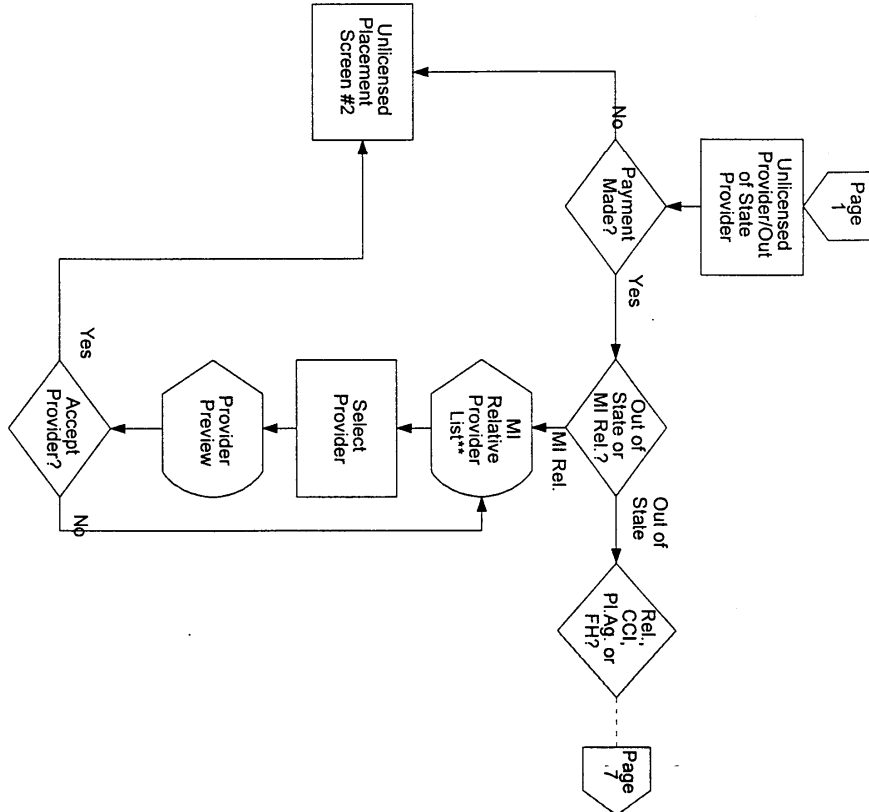 Page
1
Unlicensed
Provider/Out
of State
Provider
Payment
Made?
No
Yes
Unlicensed
Placement
Screen #2
Out of
State or
MI Rel.?
MI Rel.
Out of
State
Rel.,
CCI,
Pl.Ag. or
FH?
Page
7
MI
Relative
Provider
List**
Select
Provider
Provider
Preview
Accept
Provider?
Yes
No